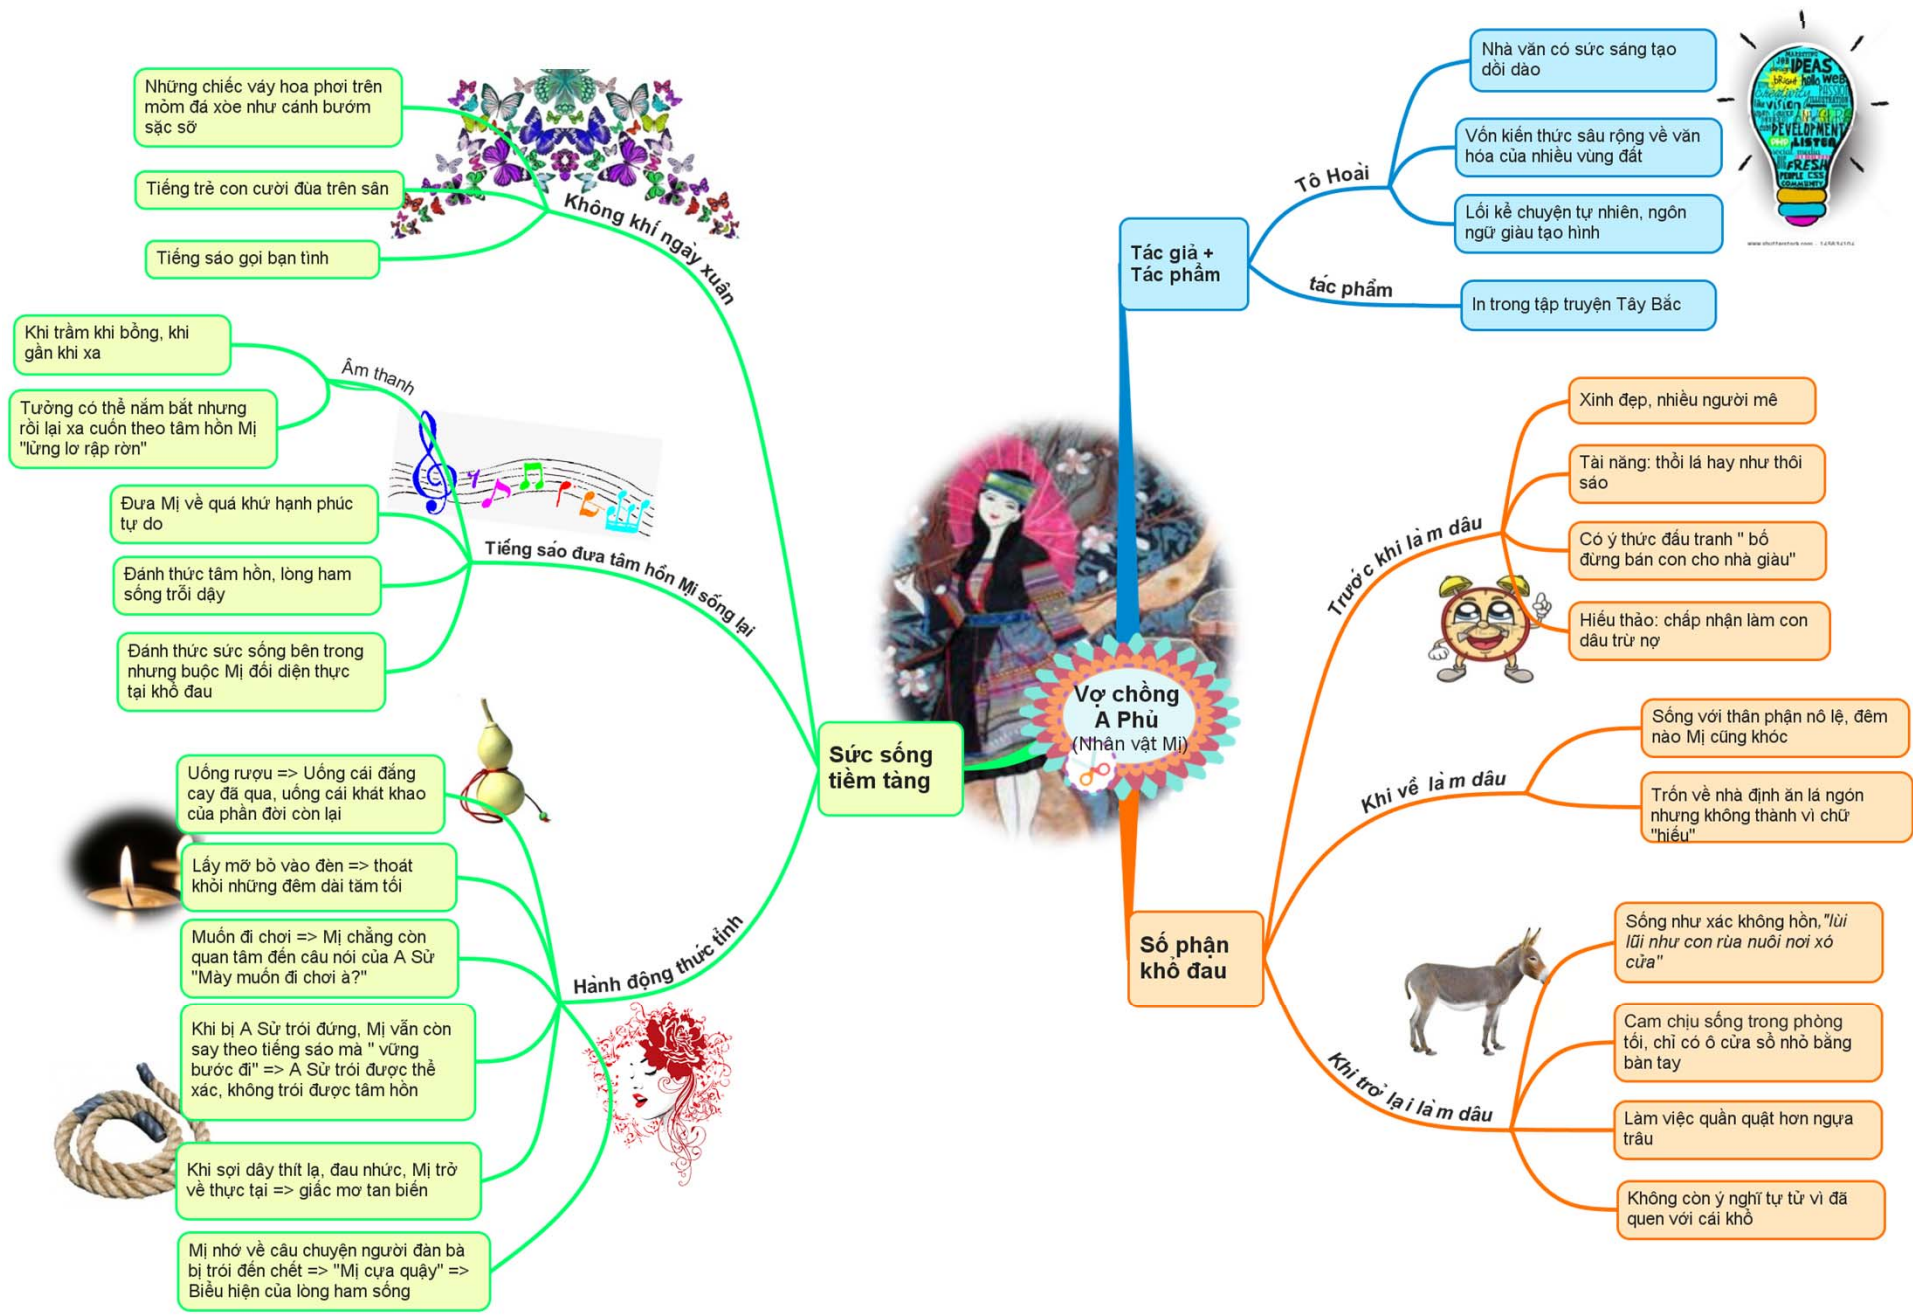 Vợ chồng
A Phủ
(Nhân vật Mị)
Tác giả +
Tác phẩm
Tô Hoài
Nhà văn có sức sáng tạo
dồi dào
Vốn kiến thức sâu rộng về văn
hóa của nhiều vùng đất
Lối kể chuyện tự nhiên, ngôn
ngữ giàu tạo hình
tác phẩm
In trong tập truyện Tây Bắc
IDEAS
bright hello web
PASSION
vision
DEVELOPMENT
PHP LISTEN
social media
FRESH
PEOPLE CSS
COMMUNITY
Số phận
khổ đau
Trước khi làm dâu
Xinh đẹp, nhiều người mê
Tài năng: thổi lá hay như thôi
sáo
Có ý thức đấu tranh " bố
đừng bán con cho nhà giàu"
Hiếu thảo: chấp nhận làm con
dâu trừ nợ
Khi về làm dâu
Sống với thân phận nô lệ, đêm
nào Mị cũng khóc
Trốn về nhà định ăn lá ngón
nhưng không thành vì chữ
"hiếu"
Khi trở lại làm dâu
Sống như xác không hồn,"lùi
lũi như con rùa nuôi nơi xó
cửa"
Cam chịu sống trong phòng
tối, chỉ có ô cửa sổ nhỏ bằng
bàn tay
Làm việc quần quật hơn ngựa
trâu
Không còn ý nghĩ tự tử vì đã
quen với cái khổ
Sức sống
tiềm tàng
Không khí ngày xuân
Những chiếc váy hoa phơi trên
mỏm đá xòe như cánh bướm
sặc sỡ
Tiếng trẻ con cười đùa trên sân
Tiếng sáo gọi bạn tình
Tiếng sáo đưa tâm hồn Mị sống lại
Âm thanh
Khi trầm khi bổng, khi
gần khi xa
Tưởng có thể nắm bắt nhưng
rồi lại xa cuốn theo tâm hồn Mị
"lửng lơ rập rờn"
Đưa Mị về quá khứ hạnh phúc
tự do
Đánh thức tâm hồn, lòng ham
sống trỗi dậy
Đánh thức sức sống bên trong
nhưng buộc Mị đối diện thực
tại khổ đau
Hành động thức tỉnh
Uống rượu => Uống cái đắng
cay đã qua, uống cái khát khao
của phần đời còn lại
Lấy mỡ bỏ vào đèn => thoát
khỏi những đêm dài tăm tối
Muốn đi chơi => Mị chẳng còn
quan tâm đến câu nói của A Sử
"Mày muốn đi chơi à?"
Khi bị A Sử trói đứng, Mị vẫn còn
say theo tiếng sáo mà " vững
bước đi" => A Sử trói được thể
xác, không trói được tâm hồn
Khi sợi dây thít lạ, đau nhức, Mị trở
về thực tại => giấc mơ tan biến
Mị nhớ về câu chuyện người đàn bà
bị trói đến chết => "Mị cựa quậy" =>
Biểu hiện của lòng ham sống